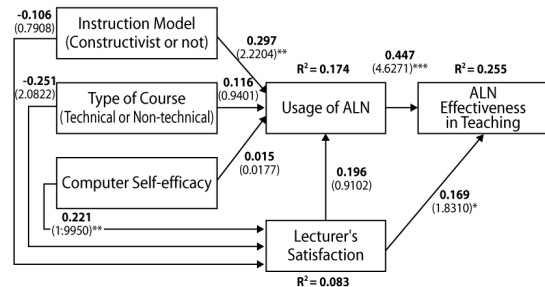 -0.106
(0.7908)
Instruction Model
(Constructivist or not)
0.297
(2.2204)**
-0.251
(2.0822)
Type of Course
(Technical or Non-technical)
0.116
(0.9401)
R² = 0.174
Usage of ALN
0.447
(4.6271)***
R² = 0.255
ALN
Effectiveness
in Teaching
Computer Self-efficacy
0.015
(0.0177)
0.221
(1:9950)**
0.196
(0.9102)
0.169
(1.8310)*
Lecturer's
Satisfaction
R² = 0.083